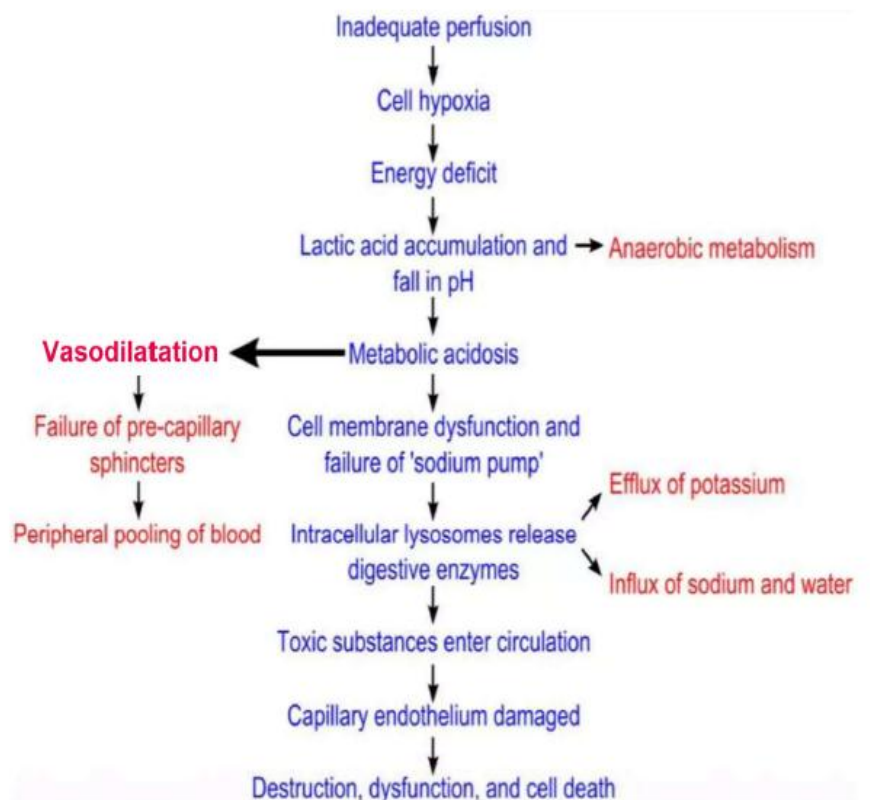 Inadequate perfusion
Cell hypoxia
Energy deficit
Lactic acid accumulation and
fall in pH
Anaerobic metabolism
Metabolic acidosis
Vasodilatation
Failure of pre-capillary
sphincters
Peripheral pooling of blood
Cell membrane dysfunction and
failure of 'sodium pump'
Intracellular lysosomes release
digestive enzymes
Efflux of potassium
Influx of sodium and water
Toxic substances enter circulation
Capillary endothelium damaged
Destruction, dysfunction, and cell death